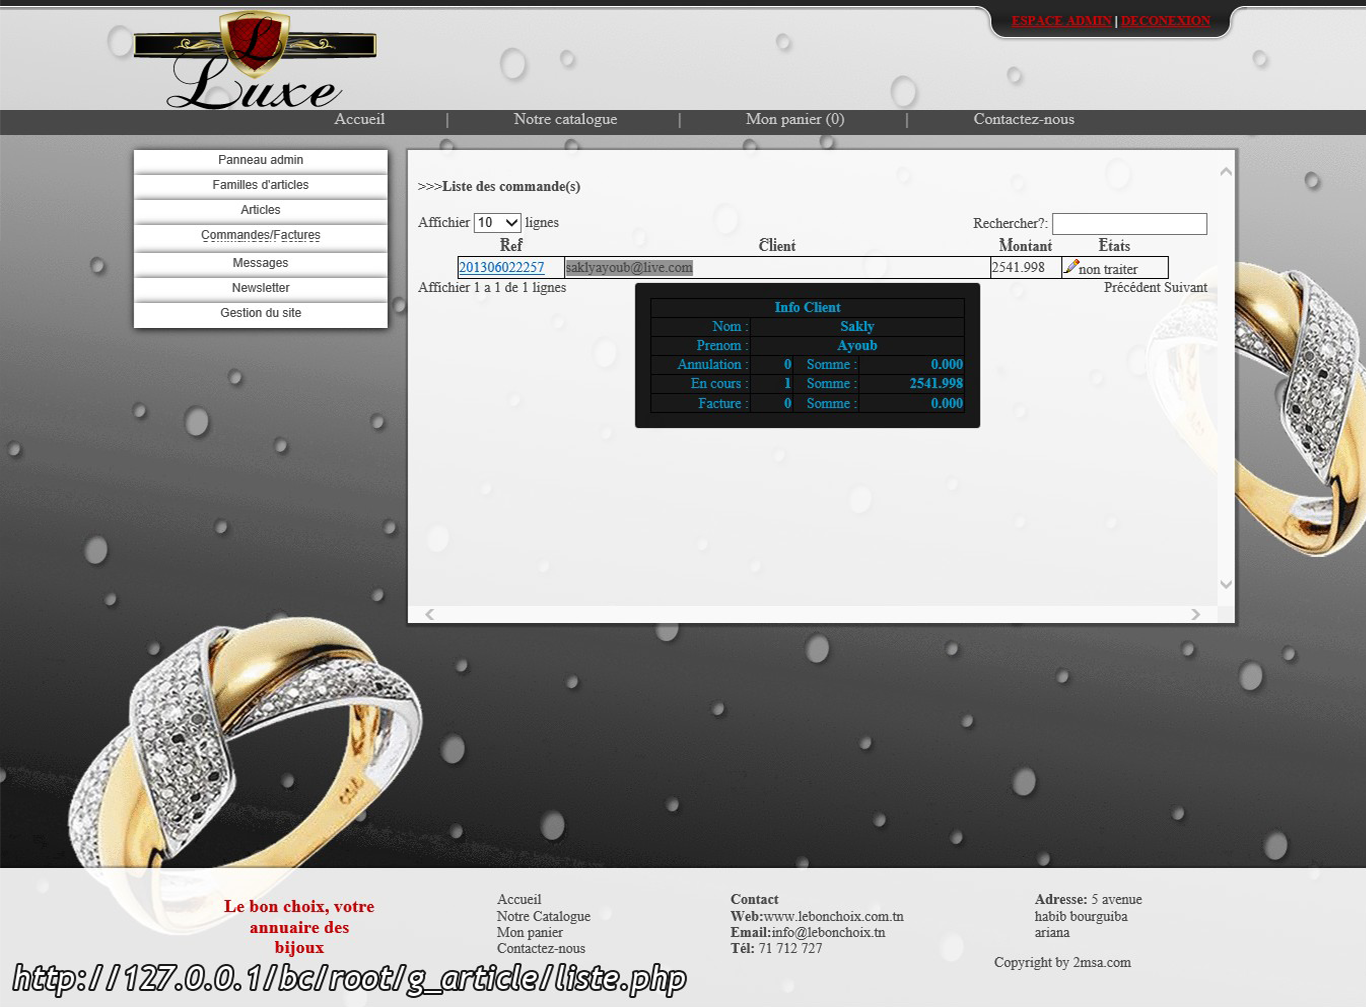 ESPACE ADMIN | DECONEXION
L
Luxe
Accueil | Notre catalogue | Mon panier (0) | Contactez-nous
Panneau admin
Familles d'articles
Articles
Commandes/Factures
Messages
Newsletter
Gestion du site
>>>Liste des commande(s)
Affichier 10 lignes
Rechercher?:
Ref Client Montant Etats
201306022257 saklyayoub@live.com 2541.998 non traiter
Affichier 1 a 1 de 1 lignes
Précédent Suivant
Info Client
Nom : Sakly
Prenom : Ayoub
Annulation : 0 Somme : 0.000
En cours : 1 Somme : 2541.998
Facture : 0 Somme : 0.000
Le bon choix, votre
annuaire des
bijoux
Accueil
Notre Catalogue
Mon panier
Contactez-nous
Contact
Web:www.lebonchoix.com.tn
Email:info@lebonchoix.tn
Tél: 71 712 727
Adresse: 5 avenue
habib bourguiba
ariana
Copyright by 2msa.com
http://127.0.0.1/bc/root/g_article/liste.php